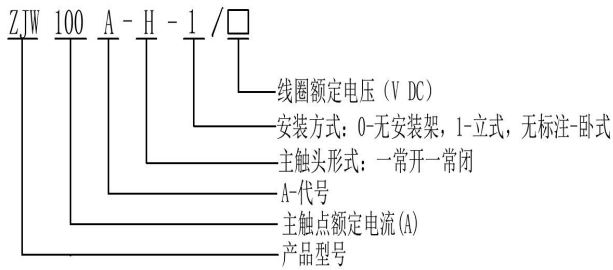 ZJW 100 A - H - 1 / □
线圈额定电压 (V DC)
安装方式: 0-无安装架, 1-立式, 无标注-卧式
主触头形式: 一常开一常闭
A-代号
主触点额定电流(A)
产品型号